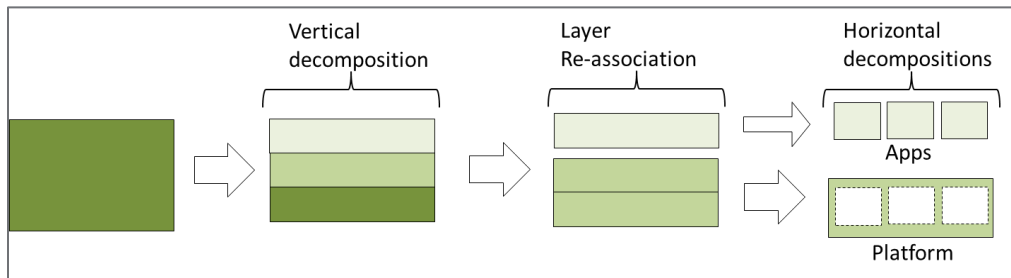 Vertical
decomposition
Layer
Re-association
Horizontal
decompositions
Apps
Platform